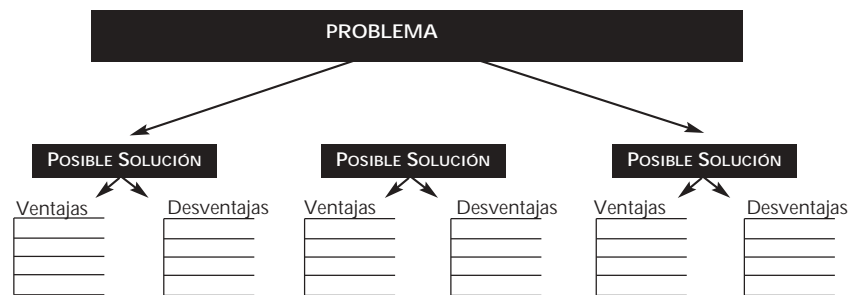 PROBLEMA
POSIBLE SOLUCIÓN POSIBLE SOLUCIÓN POSIBLE SOLUCIÓN
Ventajas Desventajas Ventajas Desventajas Ventajas Desventajas